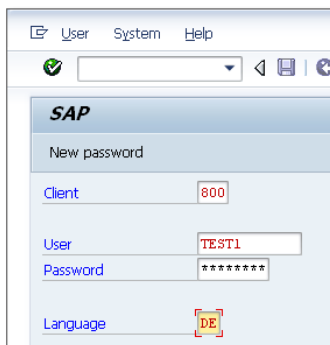 User System Help
SAP
New password
Client 800
User TEST1
Password ********
Language DE